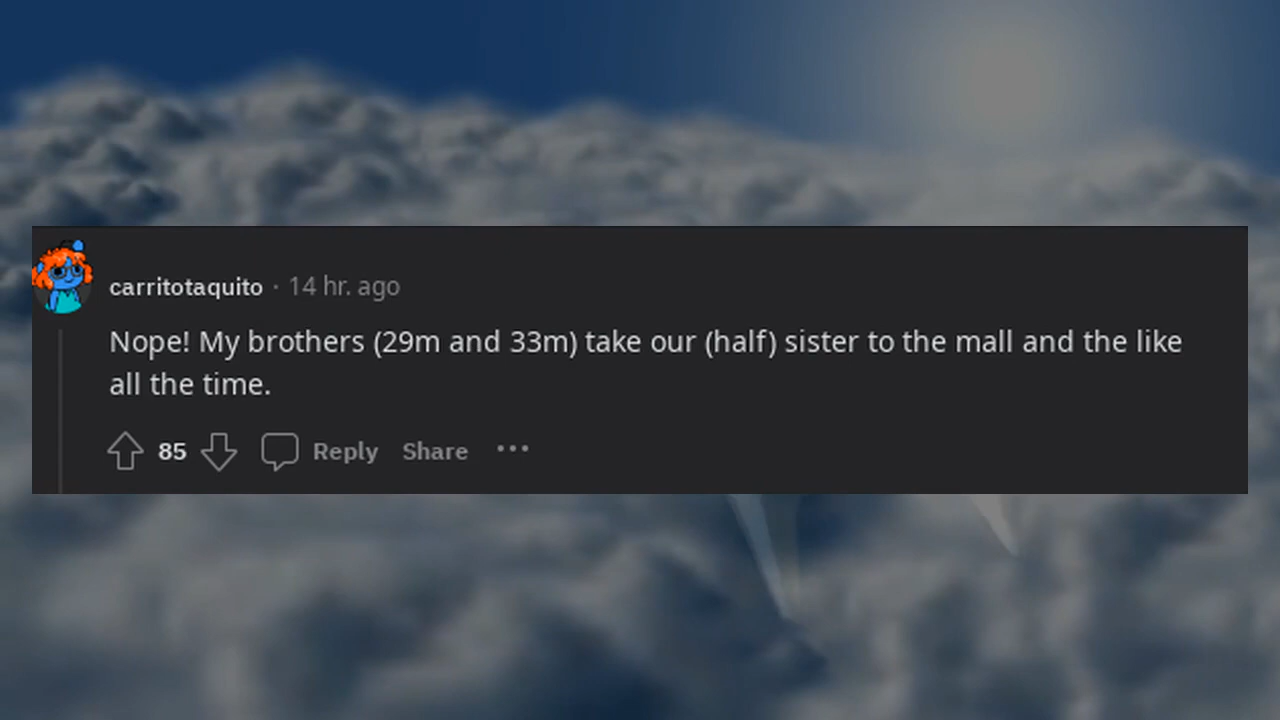 carritotaquito · 14 hr. ago
Nope! My brothers (29m and 33m) take our (half) sister to the mall and the like
all the time.
85 Reply Share ···